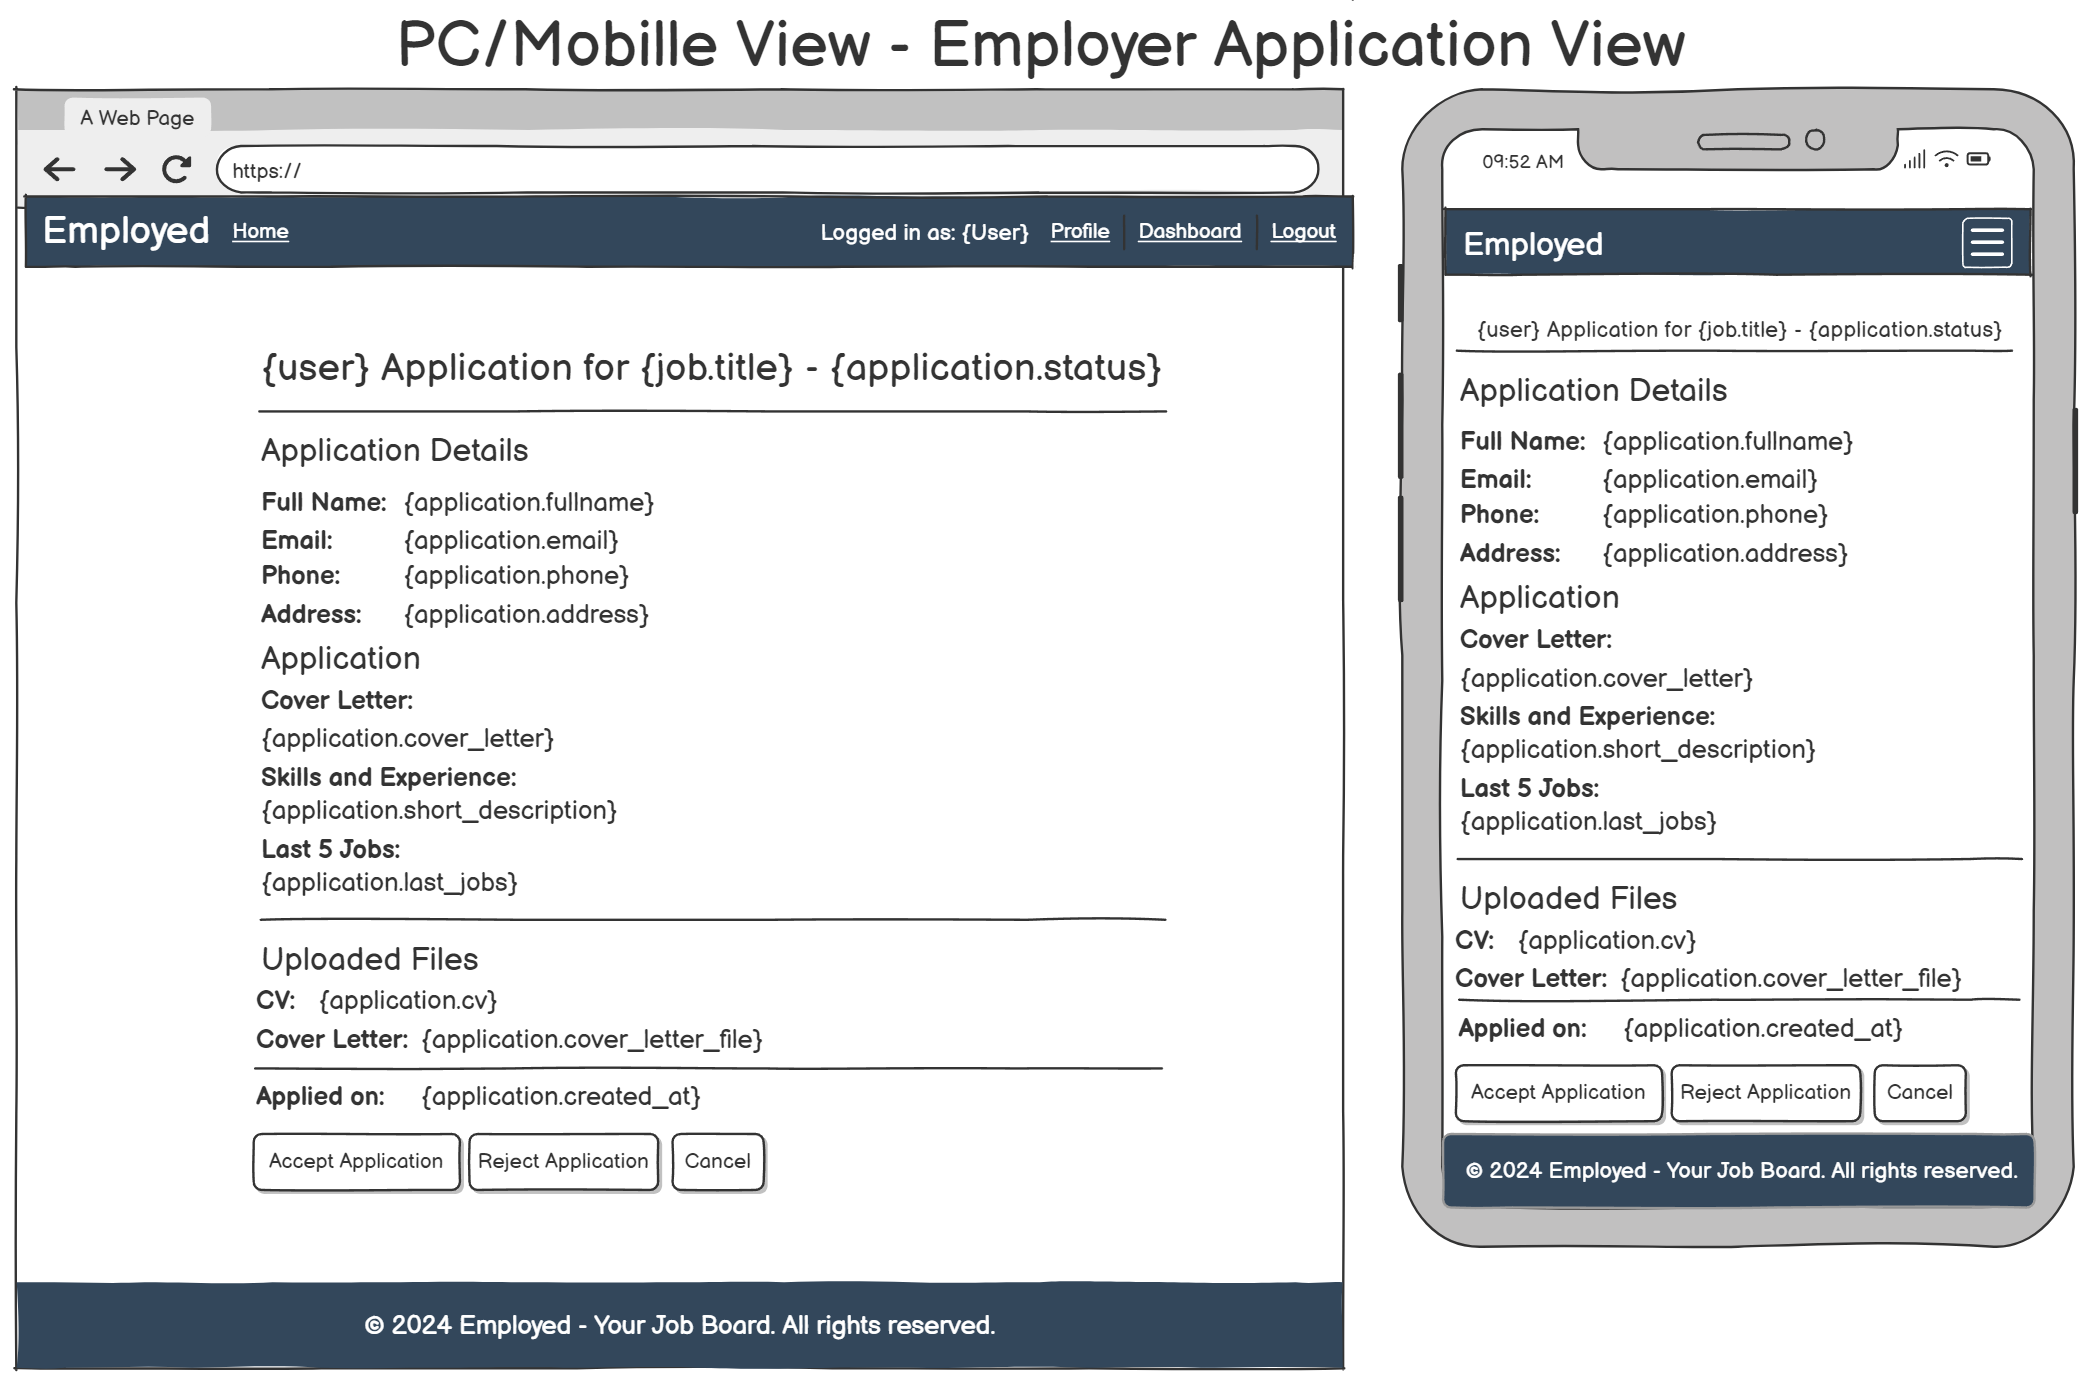 PC/Mobille View - Employer Application View
A Web Page
https://
Employed Home Logged in as: {User} Profile Dashboard Logout
{user} Application for {job.title} - {application.status}
Application Details
Full Name: {application.fullname}
Email: {application.email}
Phone: {application.phone}
Address: {application.address}
Application
Cover Letter:
{application.cover_letter}
Skills and Experience:
{application.short_description}
Last 5 Jobs:
{application.last_jobs}
Uploaded Files
CV: {application.cv}
Cover Letter: {application.cover_letter_file}
Applied on: {application.created_at}
Accept Application Reject Application Cancel
© 2024 Employed - Your Job Board. All rights reserved.
09:52 AM
Employed
{user} Application for {job.title} - {application.status}
Application Details
Full Name: {application.fullname}
Email: {application.email}
Phone: {application.phone}
Address: {application.address}
Application
Cover Letter:
{application.cover_letter}
Skills and Experience:
{application.short_description}
Last 5 Jobs:
{application.last_jobs}
Uploaded Files
CV: {application.cv}
Cover Letter: {application.cover_letter_file}
Applied on: {application.created_at}
Accept Application Reject Application Cancel
© 2024 Employed - Your Job Board. All rights reserved.